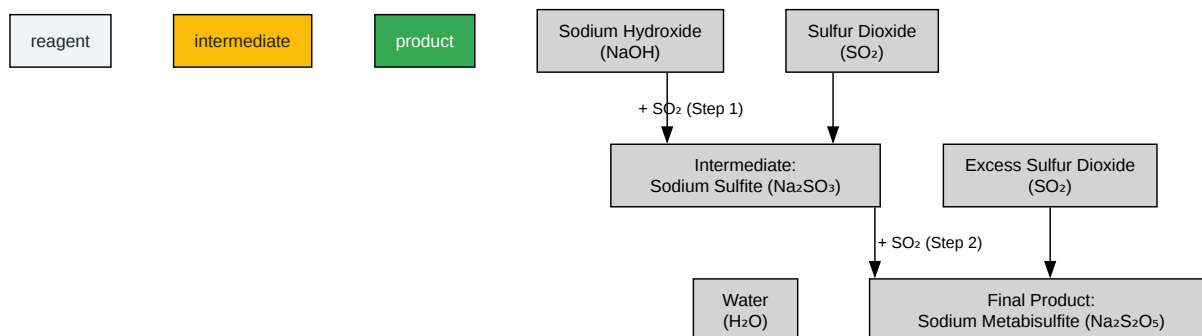 reagent
intermediate
product
Sodium Hydroxide
(NaOH)
Sulfur Dioxide
(SO₂)
+ SO₂ (Step 1)
Intermediate:
Sodium Sulfite (Na₂SO₃)
Excess Sulfur Dioxide
(SO₂)
+ SO₂ (Step 2)
Water
(H₂O)
Final Product:
Sodium Metabisulfite (Na₂S₂O₅)